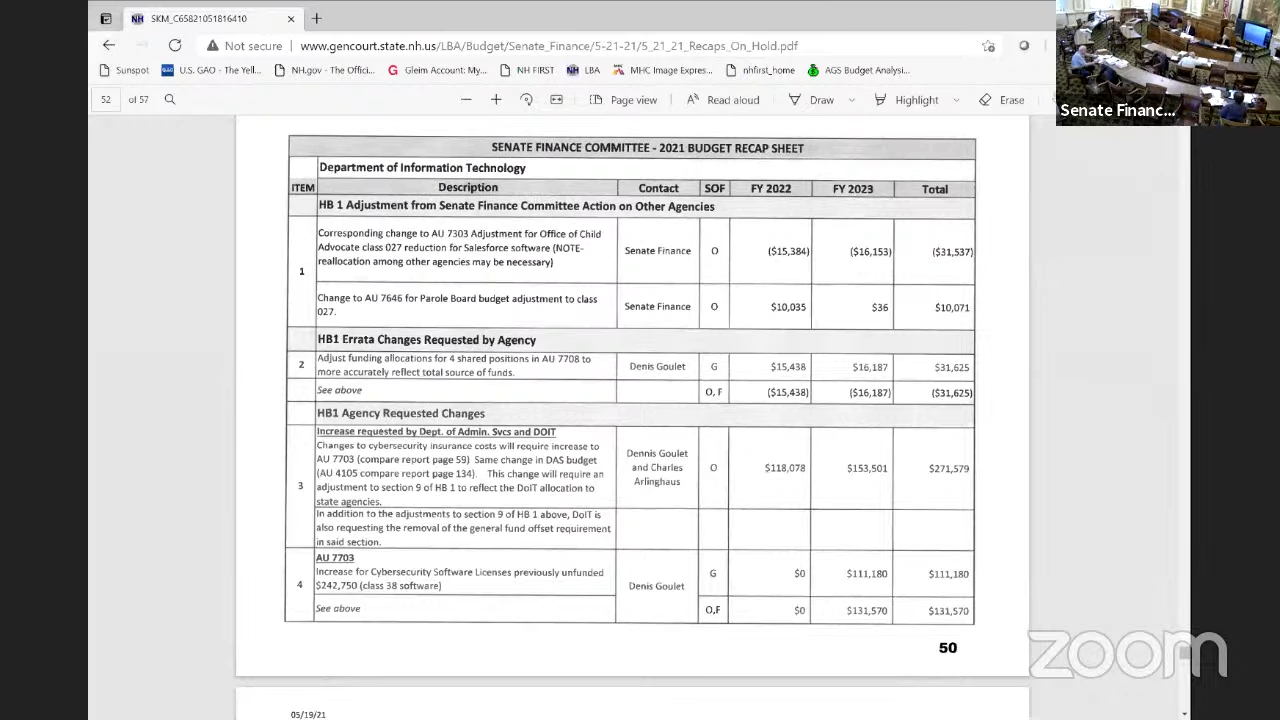 SKM_C65821051816410
Not secure | www.gencourt.state.nh.us/LBA/Budget/Senate_Finance/5-21-21/5_21_21_Recaps_On_Hold.pdf
Sunspot U.S. GAO - The Yell... NH.gov - The Offici... Gleim Account: My... NH FIRST LBA MHC Image Expres... nhfirst_home AGS Budget Analysi...
52 of 57 Page view Read aloud Draw Highlight Erase
Senate Financ...
SENATE FINANCE COMMITTEE - 2021 BUDGET RECAP SHEET
Department of Information Technology
ITEM Description Contact SOF FY 2022 FY 2023 Total
HB 1 Adjustment from Senate Finance Committee Action on Other Agencies
1
Corresponding change to AU 7303 Adjustment for Office of Child
Advocate class 027 reduction for Salesforce software (NOTE-
reallocation among other agencies may be necessary)
Senate Finance O ($15,384) ($16,153) ($31,537)
Change to AU 7646 for Parole Board budget adjustment to class
027.
Senate Finance O $10,035 $36 $10,071
HB1 Errata Changes Requested by Agency
2
Adjust funding allocations for 4 shared positions in AU 7708 to
more accurately reflect total source of funds.
Denis Goulet G $15,438 $16,187 $31,625
See above O, F ($15,438) ($16,187) ($31,625)
HB1 Agency Requested Changes
3
Increase requested by Dept. of Admin. Svcs and DOIT
Changes to cybersecurity insurance costs will require increase to
AU 7703 (compare report page 59) Same change in DAS budget
(AU 4105 compare report page 134). This change will require an
adjustment to section 9 of HB 1 to reflect the DoIT allocation to
state agencies.
Dennis Goulet
and Charles
Arlinghaus
O $118,078 $153,501 $271,579
In addition to the adjustments to section 9 of HB 1 above, DoIT is
also requesting the removal of the general fund offset requirement
in said section.
4
AU 7703
Increase for Cybersecurity Software Licenses previously unfunded
$242,750 (class 38 software)
Denis Goulet
G $0 $111,180 $111,180
See above O,F $0 $131,570 $131,570
50
zoom
05/19/21